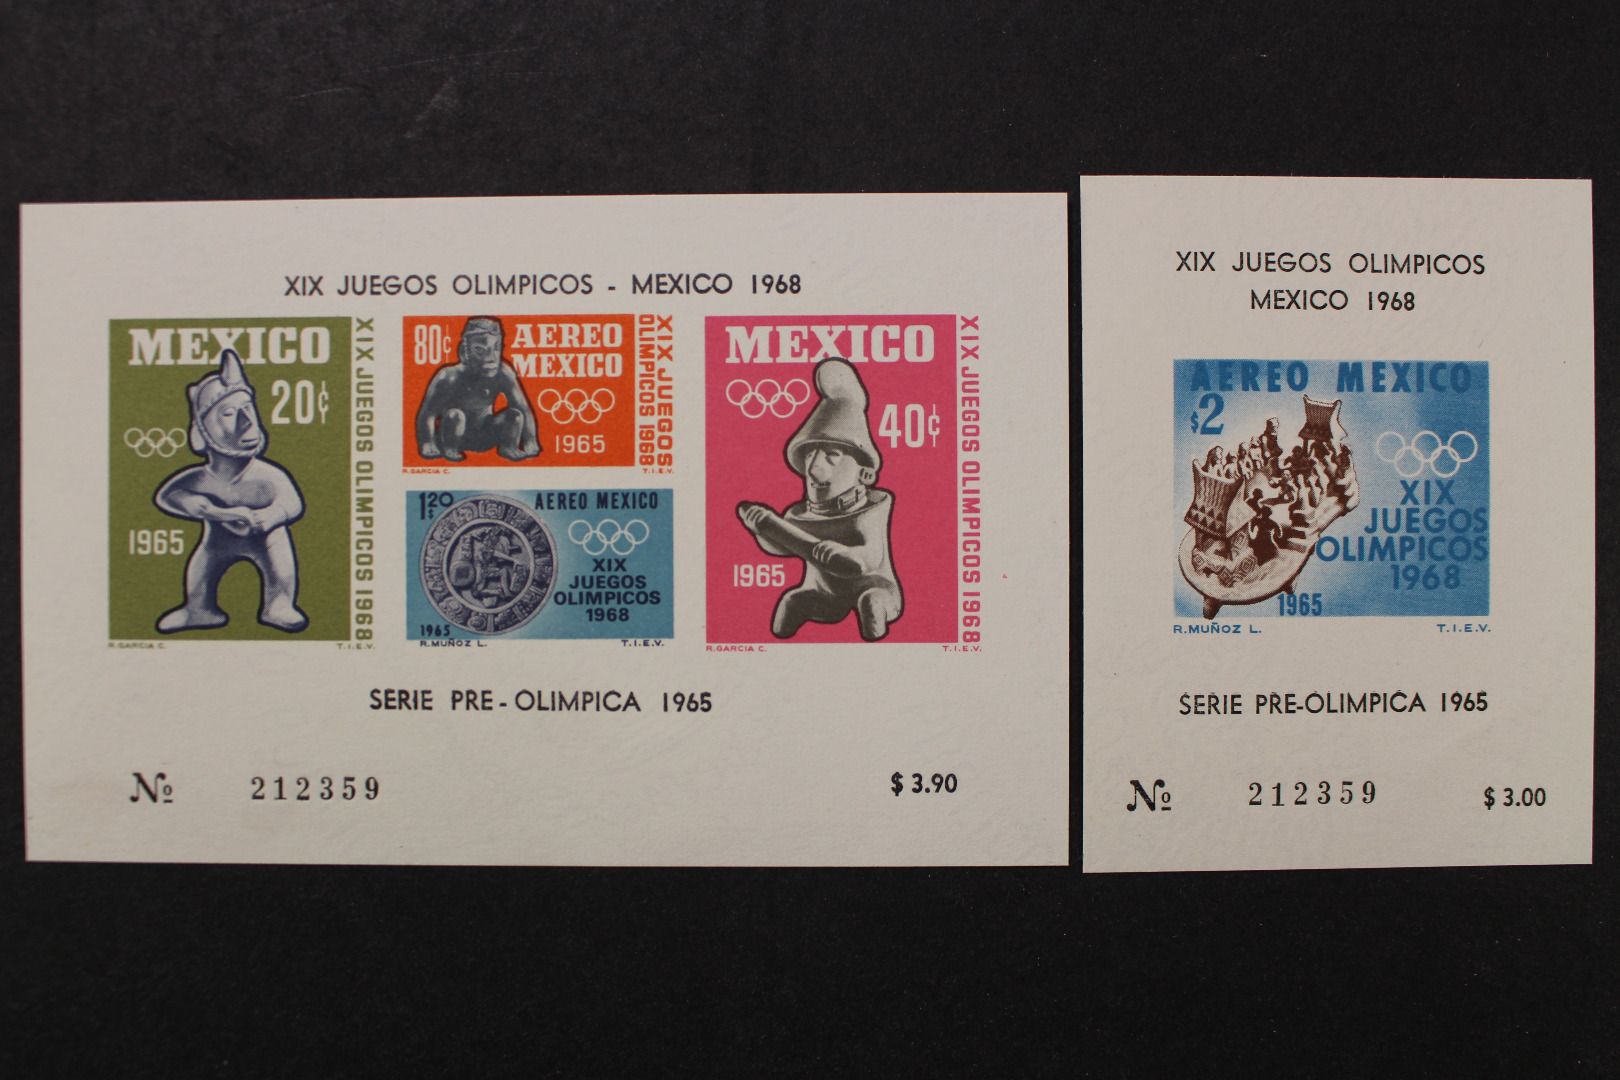 XIX JUEGOS OLIMPICOS - MEXICO 1968
MEXICO
20¢
1965
XIX JUEGOS OLIMPICOS 1968
R.GARCIA C.
T.I.E.V.
80¢
AEREO
MEXICO
1965
XIX JUEGOS
OLIMPICOS 1968
R.GARCIA C.
T.I.E.V.
1.20
$
AEREO MEXICO
XIX
JUEGOS
OLIMPICOS
1968
1965
R.MUÑOZ L.
T.I.E.V.
MEXICO
40¢
1965
XIX JUEGOS OLIMPICOS 1968
R.GARCIA C.
T.I.E.V.
SERIE PRE-OLIMPICA 1965
Nº 212359
$ 3.90
XIX JUEGOS OLIMPICOS
MEXICO 1968
AEREO MEXICO
$2
XIX
JUEGOS
OLIMPICOS
1968
1965
R.MUÑOZ L.
T.I.E.V.
SERIE PRE-OLIMPICA 1965
Nº 212359
$ 3.00